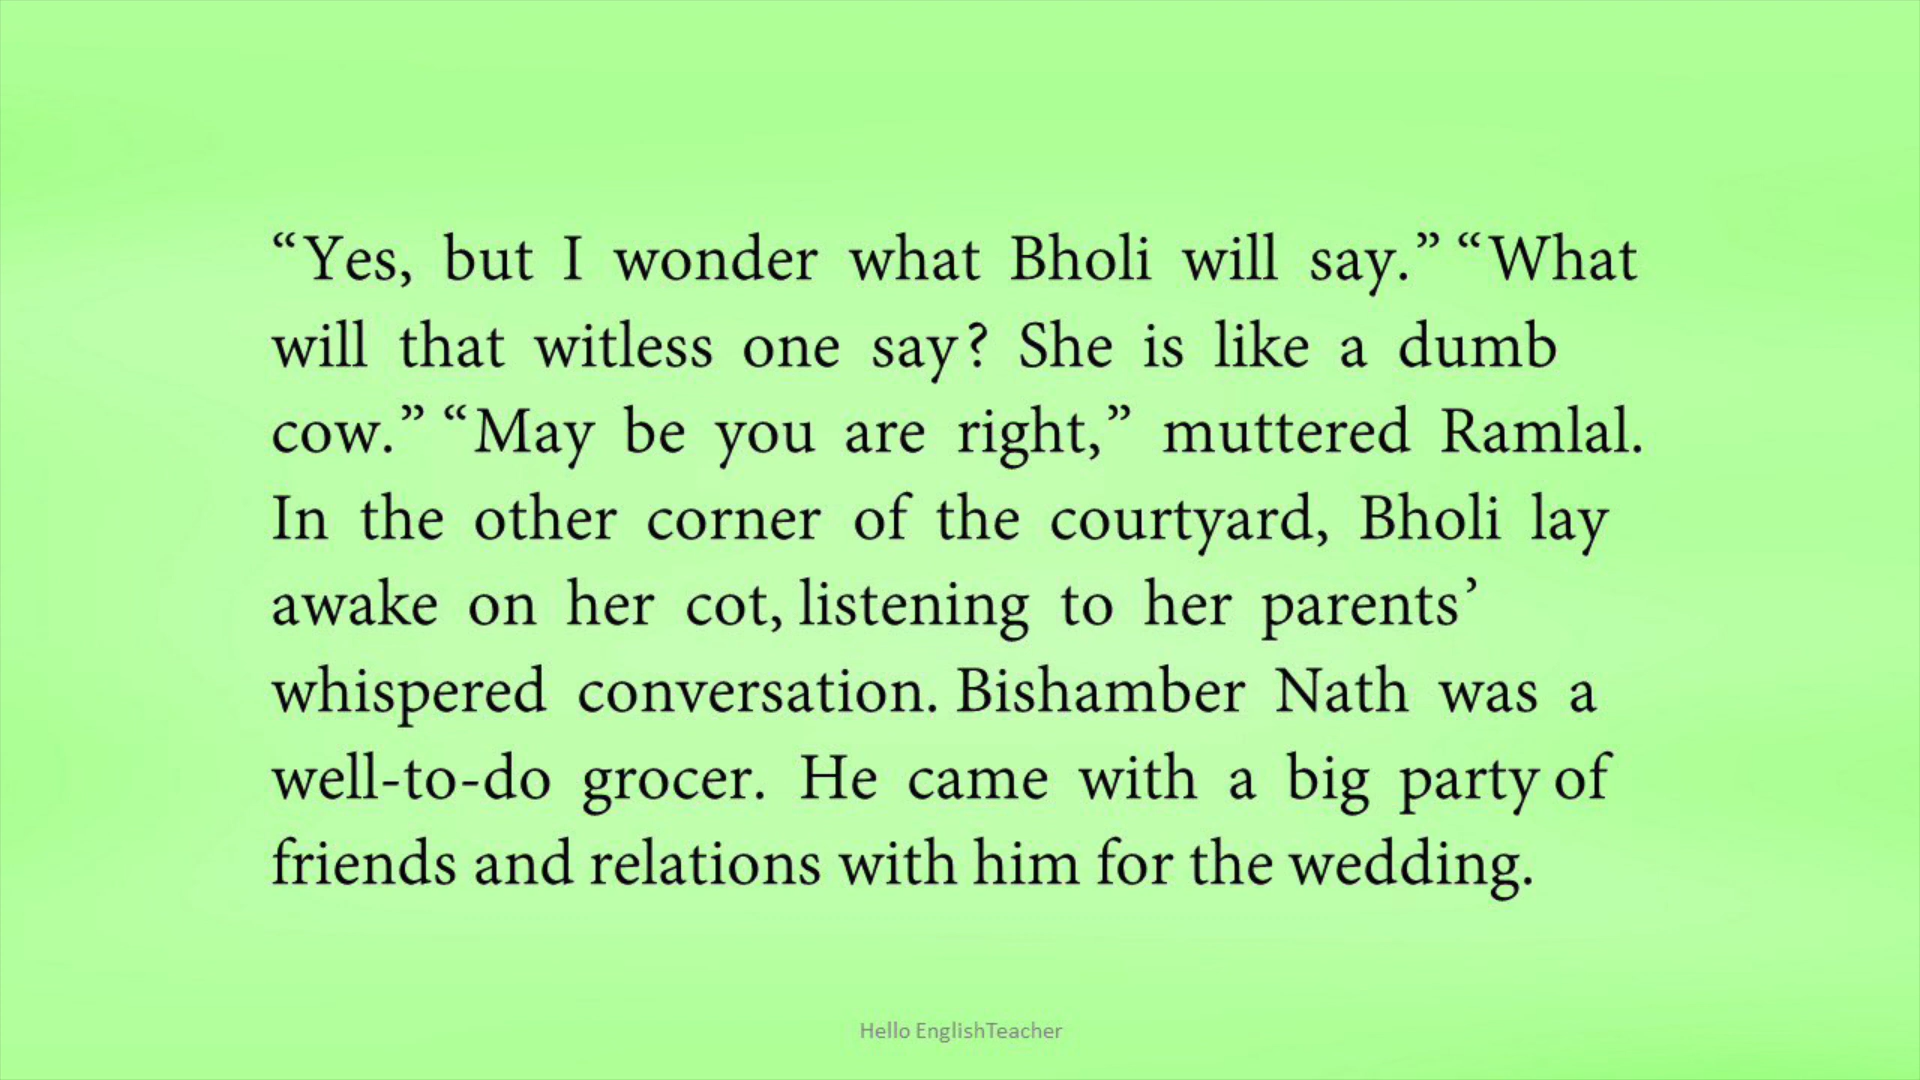 “Yes, but I wonder what Bholi will say.” “What
will that witless one say? She is like a dumb
cow.” “May be you are right,” muttered Ramlal.
In the other corner of the courtyard, Bholi lay
awake on her cot, listening to her parents’
whispered conversation. Bishamber Nath was a
well-to-do grocer. He came with a big party of
friends and relations with him for the wedding.
Hello EnglishTeacher